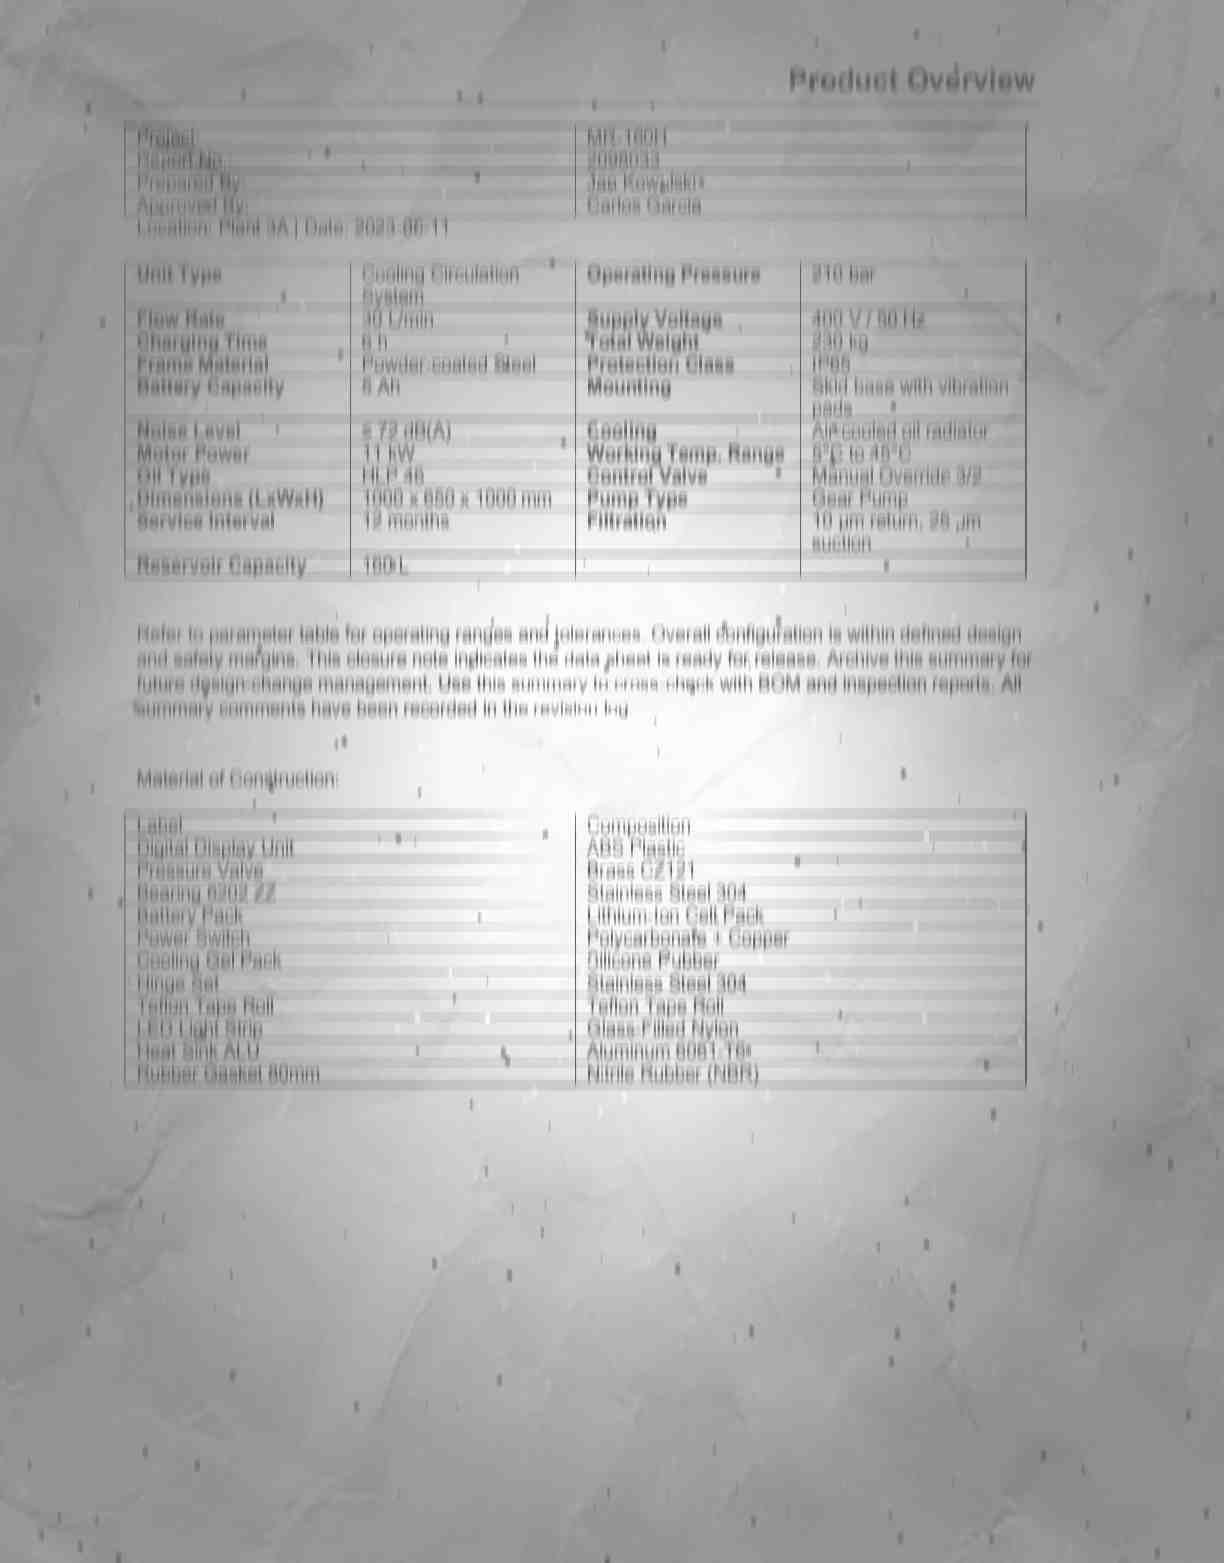 Product Overview
Project: MR-160H
Report No.: 2098033
Prepared By: Jan Kowalski
Approved By: Carlos Garcia
Location: Plant 3A | Date: 2023-06-11
Unit Type Cooling Circulation System Operating Pressure 210 bar
Flow Rate 30 L/min Supply Voltage 400 V / 50 Hz
Charging Time 6 h Total Weight 230 kg
Frame Material Powder-coated Steel Protection Class
Battery Capacity Mounting Skid base with vibration pads
Noise Level ≤ 72 dB(A) Cooling Air-cooled oil radiator
Motor Power 11 kW Working Temp. Range 5°C to 45°C
Oil Type HLP 46 Control Valve Manual Override 3/2
Dimensions (LxWxH) 1000 x 650 x 1000 mm Pump Type Gear Pump
Service Interval 12 months Filtration 10 µm return, 25 µm suction
Reservoir Capacity 160 L
Refer to parameter table for operating ranges and tolerances. Overall configuration is within defined design
and safety margins. This closure note indicates the data sheet is ready for release. Archive this summary for
future design-change management. Use this summary to cross-check with BOM and inspection reports. All
summary comments have been recorded in the revision log.
Material of Construction:
Label Composition
Digital Display Unit ABS Plastic
Pressure Valve Brass CZ121
Bearing 6202 ZZ Stainless Steel 304
Battery Pack Lithium-Ion Cell Pack
Power Switch Polycarbonate + Copper
Cooling Gel Pack Silicone Rubber
Hinge Set Stainless Steel 304
Teflon Tape Roll Teflon Tape Roll
LED Light Strip Glass-Filled Nylon
Heat Sink ALU Aluminum 6061-T6
Rubber Gasket 80mm Nitrile Rubber (NBR)